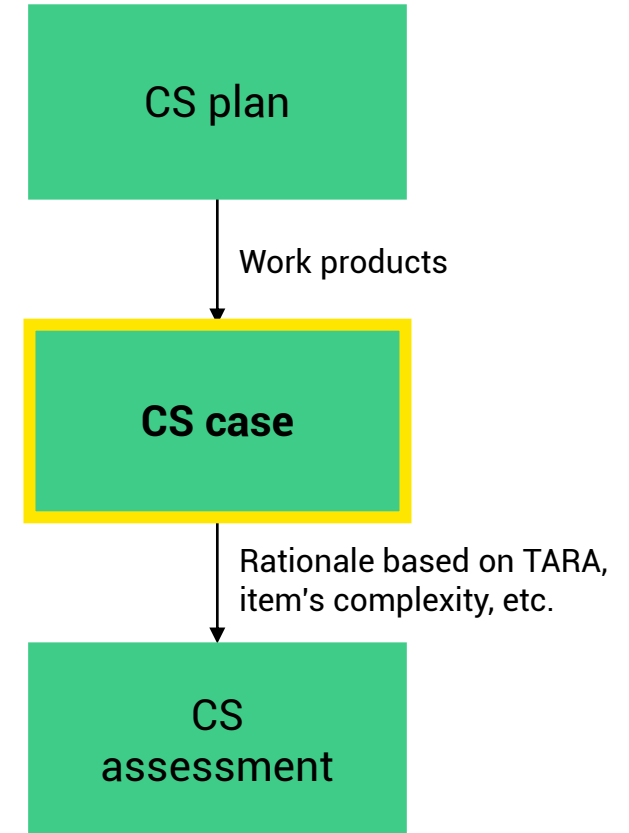 CS plan
Work products
CS case
Rationale based on TARA,
item's complexity, etc.
CS
assessment